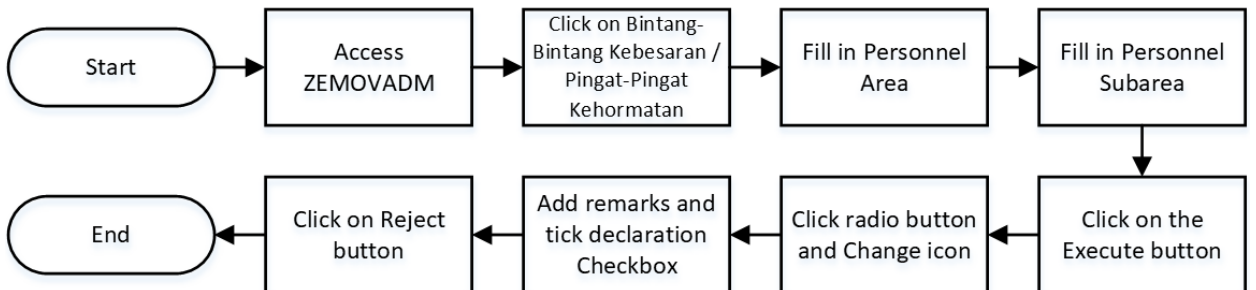 Start
Access
ZEMOVADM
Click on Bintang-
Bintang Kebesaran /
Pingat-Pingat
Kehormatan
Fill in Personnel
Area
Fill in Personnel
Subarea
Click on the
Execute button
Click radio button
and Change icon
Add remarks and
tick declaration
Checkbox
Click on Reject
button
End